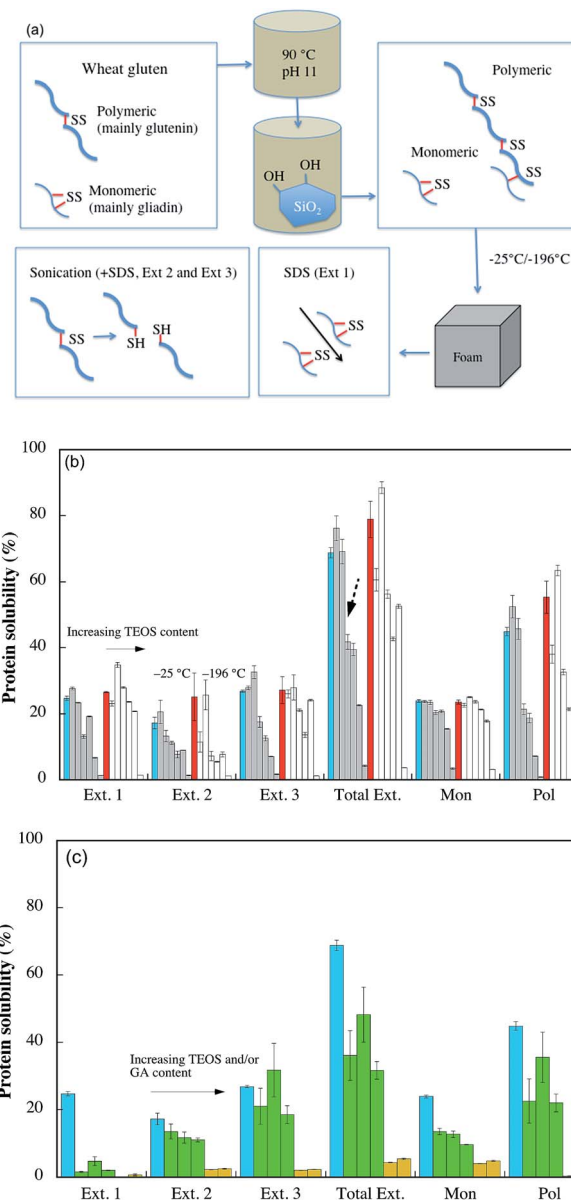 (a)
Wheat gluten
SS
Polymeric
(mainly glutenin)
SS
Monomeric
(mainly gliadin)
90 °C
pH 11
OH
OH
SiO2
Polymeric
SS
SS
Monomeric
SS
SS
-25°C/-196°C
Foam
SDS (Ext 1)
SS
SS
Sonication (+SDS, Ext 2 and Ext 3)
SS
SH
SH
(b)
Protein solubility (%)
100
80
60
40
20
0
Increasing TEOS content
−25 °C
−196 °C
Ext. 1
Ext. 2
Ext. 3
Total Ext.
Mon
Pol
(c)
Protein solubility (%)
100
80
60
40
20
0
Increasing TEOS and/or
GA content
Ext. 1
Ext. 2
Ext. 3
Total Ext.
Mon
Pol